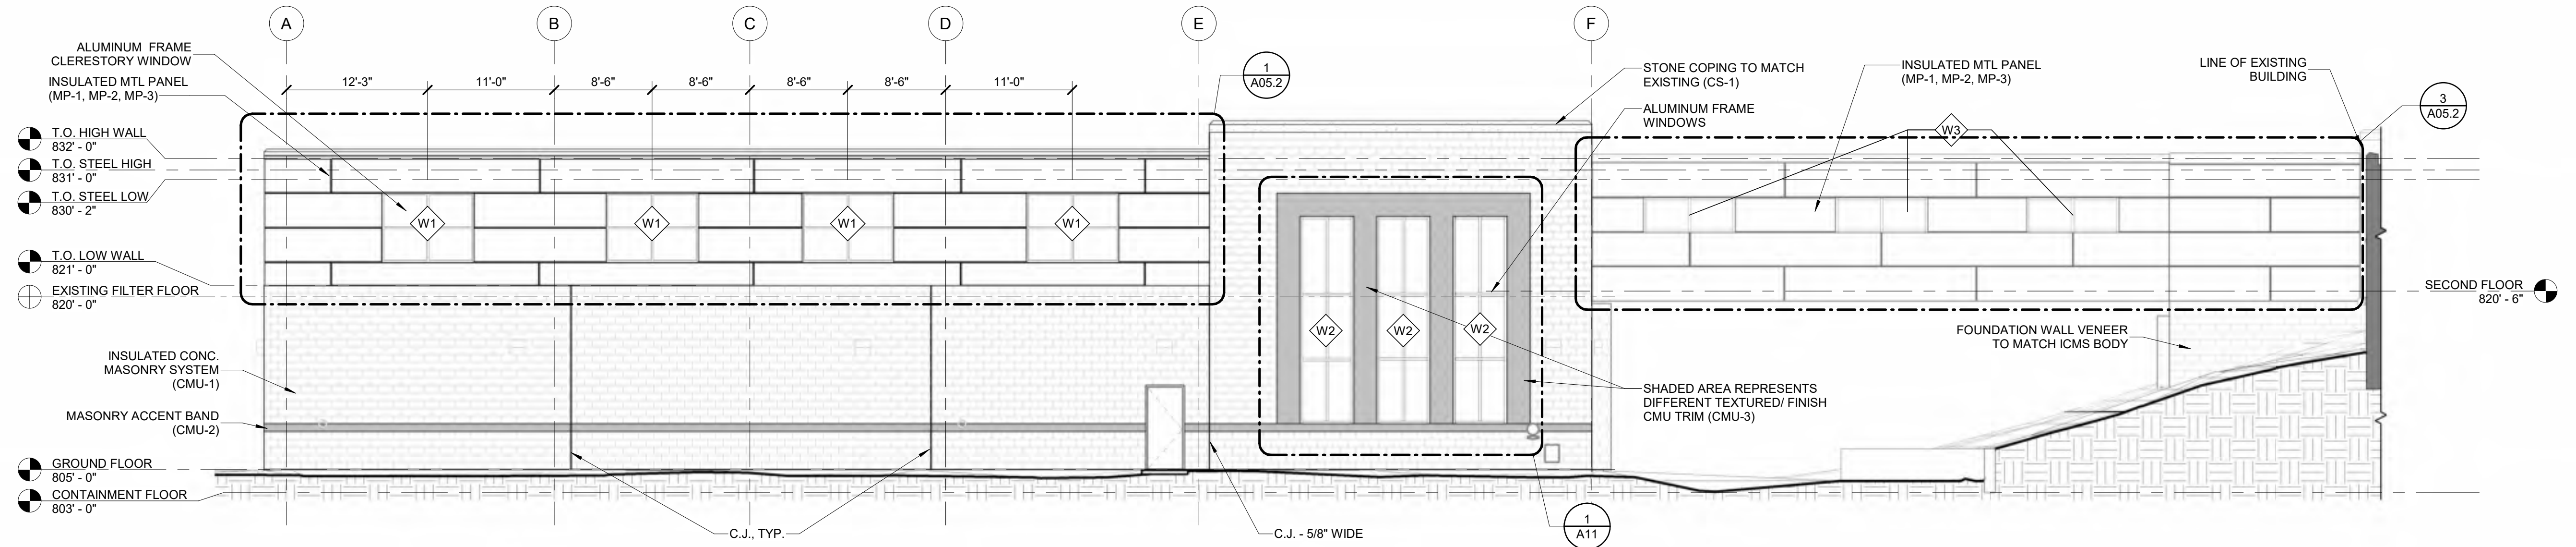 A
B
C
D
E
F
ALUMINUM FRAME
CLERESTORY WINDOW
INSULATED MTL PANEL
(MP-1, MP-2, MP-3)
12'-3"
11'-0"
8'-6"
8'-6"
8'-6"
8'-6"
11'-0"
1
A05.2
STONE COPING TO MATCH
EXISTING (CS-1)
ALUMINUM FRAME
WINDOWS
INSULATED MTL PANEL
(MP-1, MP-2, MP-3)
LINE OF EXISTING
BUILDING
3
A05.2
W3
T.O. HIGH WALL
832' - 0"
T.O. STEEL HIGH
831' - 0"
T.O. STEEL LOW
830' - 2"
W1
W1
W1
W1
T.O. LOW WALL
821' - 0"
EXISTING FILTER FLOOR
820' - 0"
SECOND FLOOR
820' - 6"
W2
W2
W2
FOUNDATION WALL VENEER
TO MATCH ICMS BODY
INSULATED CONC.
MASONRY SYSTEM
(CMU-1)
MASONRY ACCENT BAND
(CMU-2)
SHADED AREA REPRESENTS
DIFFERENT TEXTURED/ FINISH
CMU TRIM (CMU-3)
GROUND FLOOR
805' - 0"
CONTAINMENT FLOOR
803' - 0"
C.J., TYP.
C.J. - 5/8" WIDE
1
A11